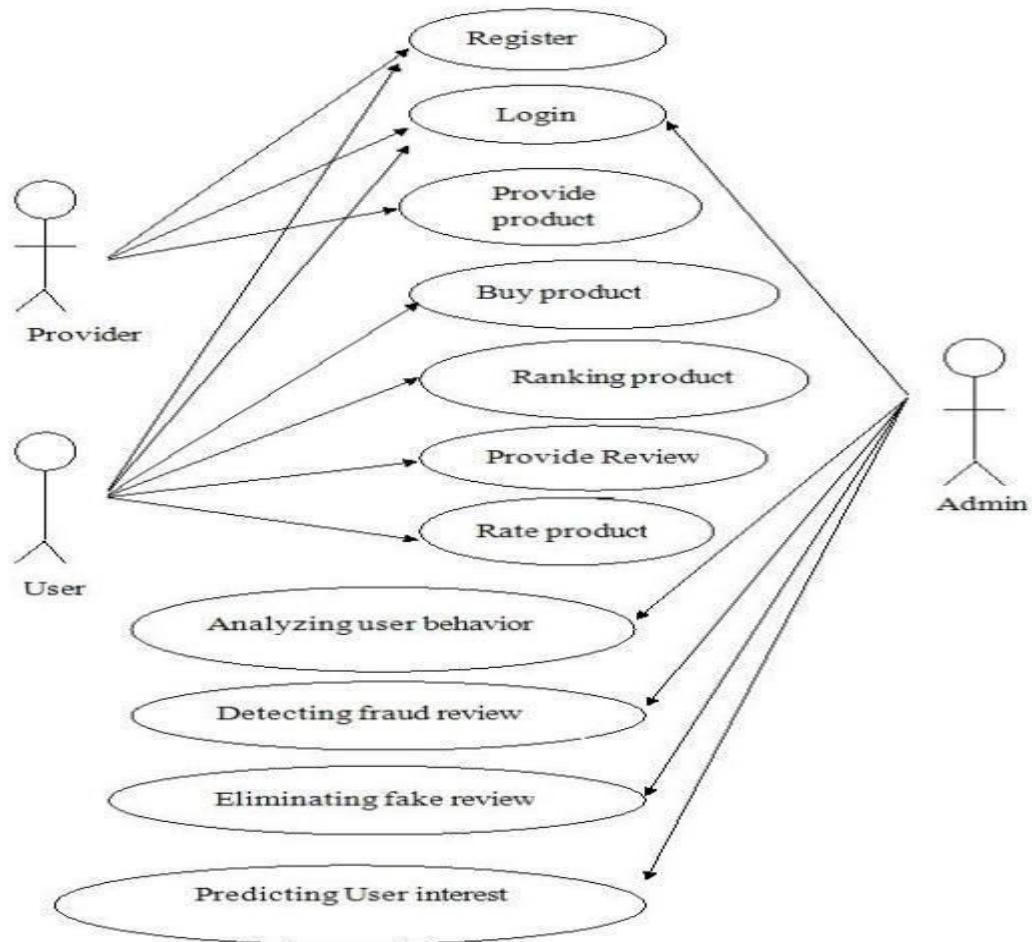 Register
Login
Provide
product
Buy product
Provider
Ranking product
Provide Review
Admin
Rate product
User
Analyzing user behavior
Detecting fraud review
Eliminating fake review
Predicting User interest